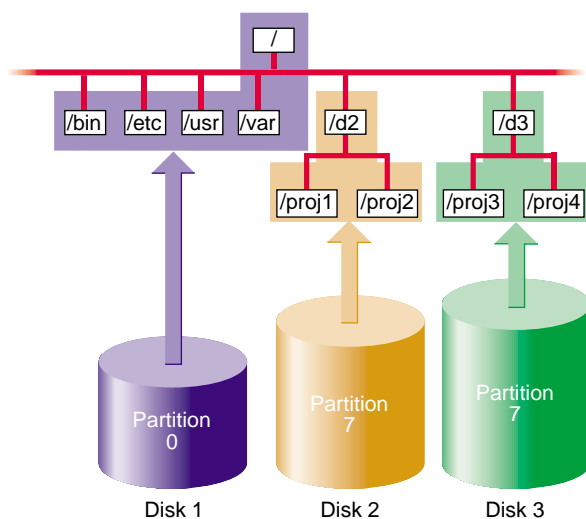 /
/bin /etc /usr /var /d2 /d3
/proj1 /proj2 /proj3 /proj4
Partition
0
Partition
7
Partition
7
Disk 1 Disk 2 Disk 3